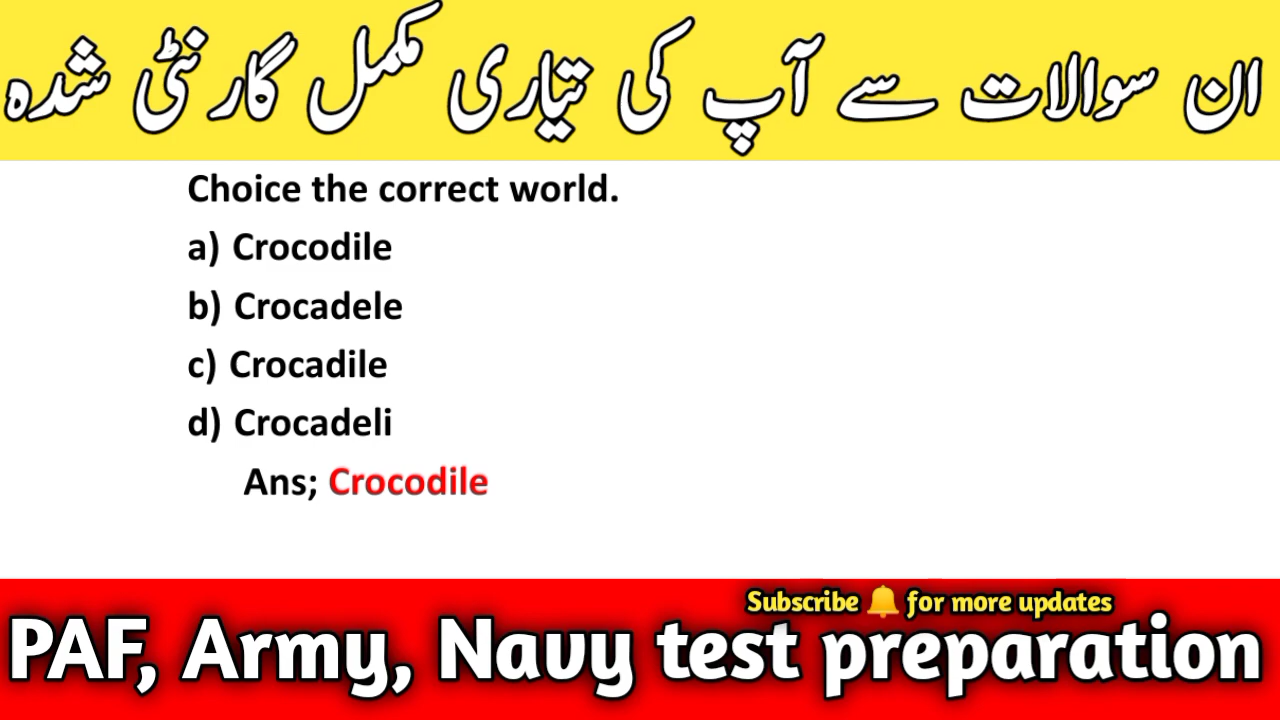 ان سوالات سے آپ کی تیاری مکمل گارنٹی شدہ
Choice the correct world.
a) Crocodile
b) Crocadele
c) Crocadile
d) Crocadeli
Ans; Crocodile
Subscribe 🔔 for more updates
PAF, Army, Navy test preparation